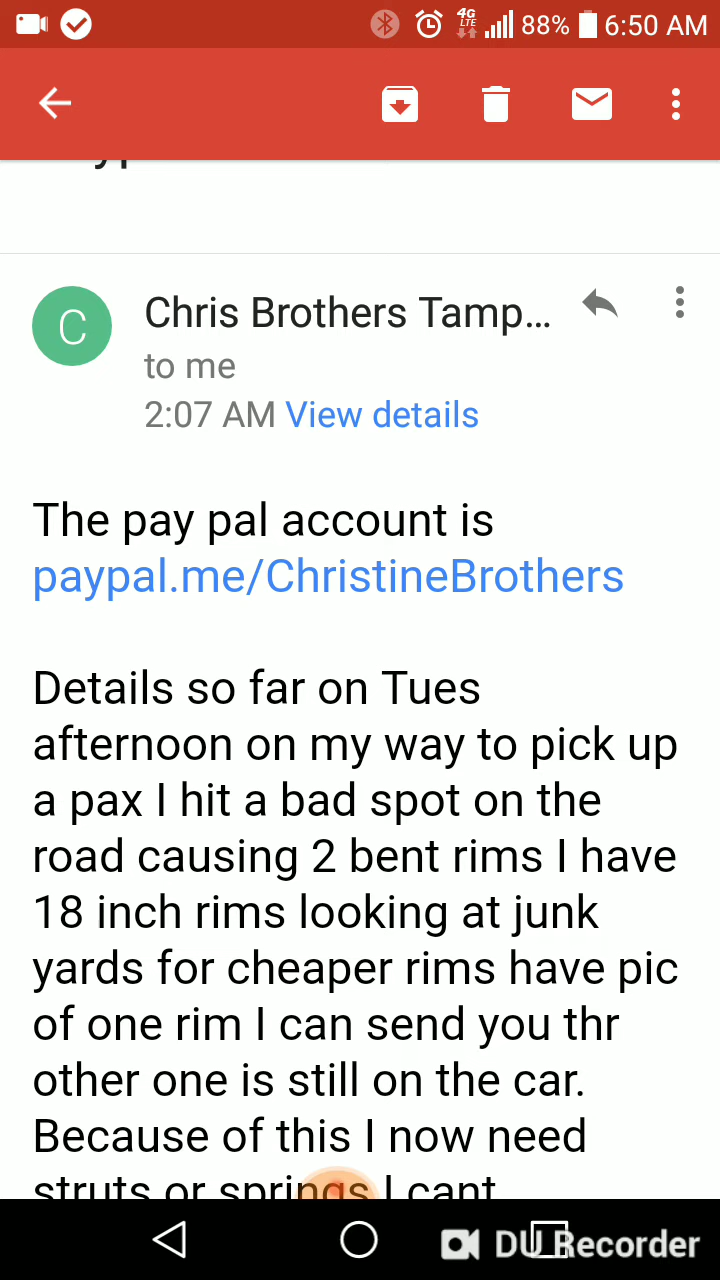 4G LTE 88% 6:50 AM
C
Chris Brothers Tamp...
to me
2:07 AM View details
The pay pal account is
paypal.me/ChristineBrothers
Details so far on Tues
afternoon on my way to pick up
a pax I hit a bad spot on the
road causing 2 bent rims I have
18 inch rims looking at junk
yards for cheaper rims have pic
of one rim I can send you thr
other one is still on the car.
Because of this I now need
struts or springs I cant
DU Recorder